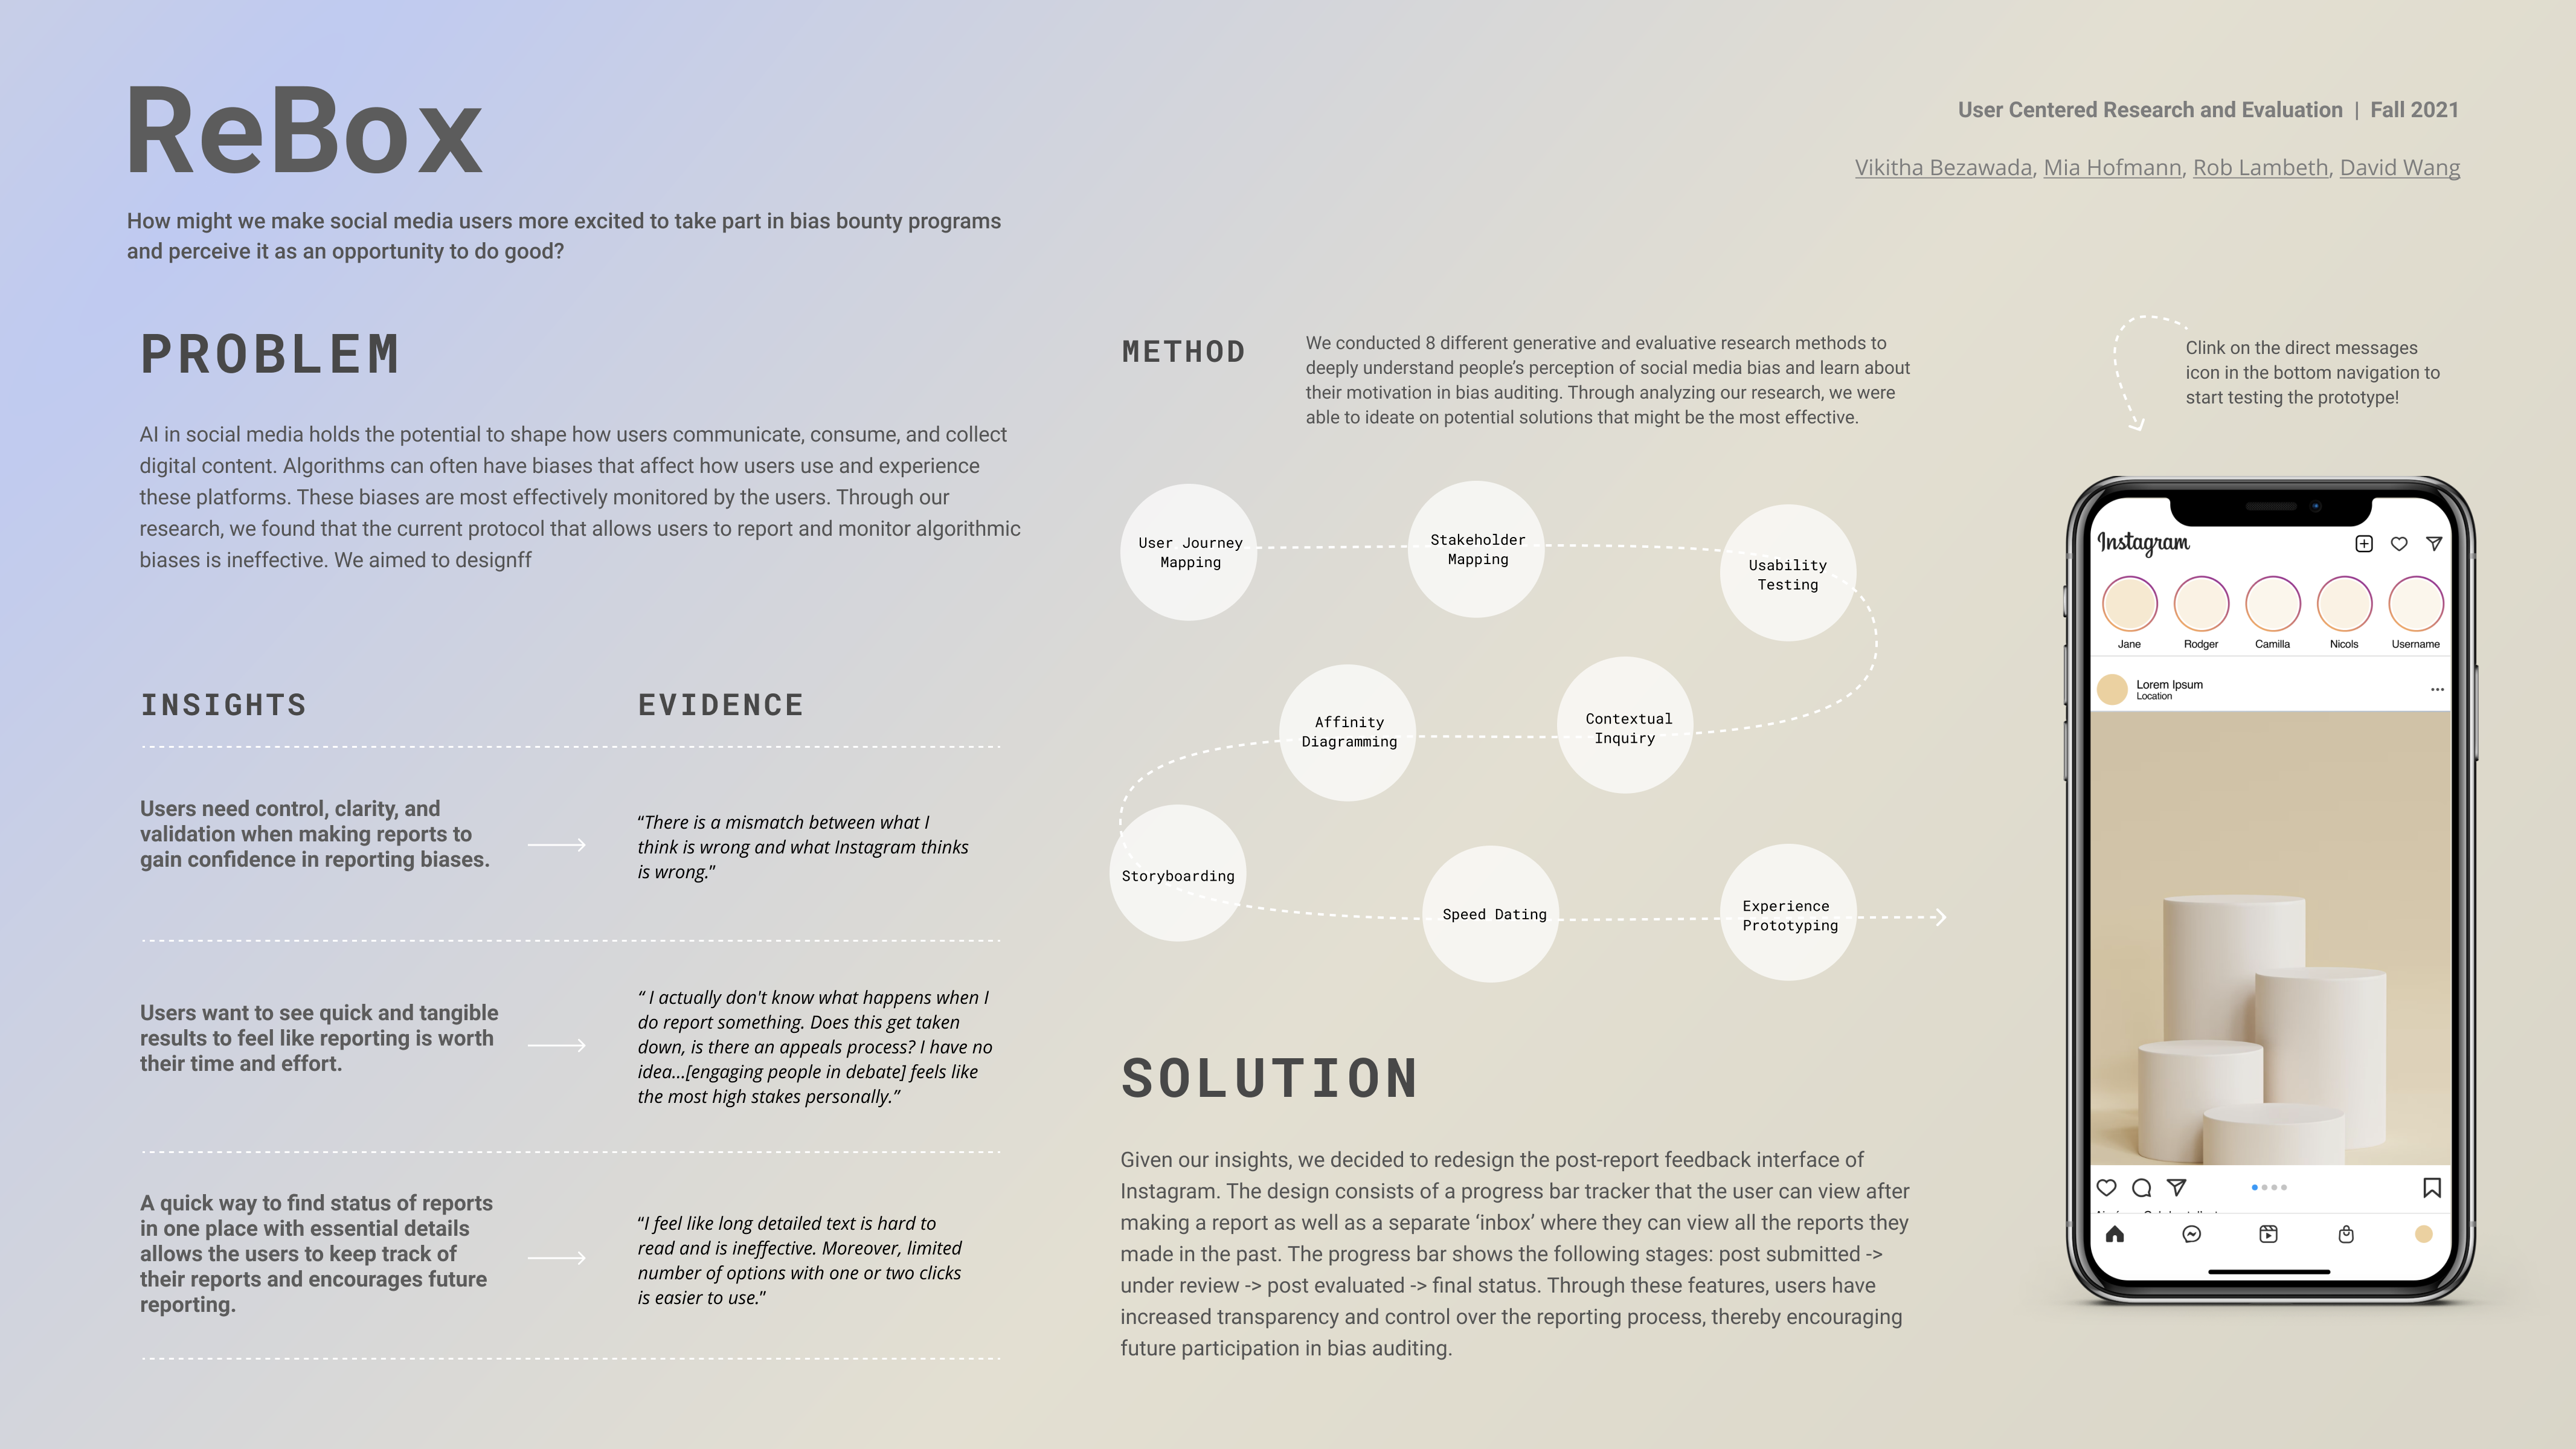 ReBox
How might we make social media users more excited to take part in bias bounty programs
and perceive it as an opportunity to do good?
User Centered Research and Evaluation | Fall 2021
Vikitha Bezawada, Mia Hofmann, Rob Lambeth, David Wang
PROBLEM
AI in social media holds the potential to shape how users communicate, consume, and collect
digital content. Algorithms can often have biases that affect how users use and experience
these platforms. These biases are most effectively monitored by the users. Through our
research, we found that the current protocol that allows users to report and monitor algorithmic
biases is ineffective. We aimed to designff
INSIGHTS
EVIDENCE
Users need control, clarity, and
validation when making reports to
gain confidence in reporting biases.
“There is a mismatch between what I
think is wrong and what Instagram thinks
is wrong.”
Users want to see quick and tangible
results to feel like reporting is worth
their time and effort.
“ I actually don't know what happens when I
do report something. Does this get taken
down, is there an appeals process? I have no
idea...[engaging people in debate] feels like
the most high stakes personally.”
A quick way to find status of reports
in one place with essential details
allows the users to keep track of
their reports and encourages future
reporting.
“I feel like long detailed text is hard to
read and is ineffective. Moreover, limited
number of options with one or two clicks
is easier to use.”
METHOD
We conducted 8 different generative and evaluative research methods to
deeply understand people’s perception of social media bias and learn about
their motivation in bias auditing. Through analyzing our research, we were
able to ideate on potential solutions that might be the most effective.
User Journey
Mapping
Stakeholder
Mapping
Usability
Testing
Affinity
Diagramming
Contextual
Inquiry
Storyboarding
Speed Dating
Experience
Prototyping
SOLUTION
Given our insights, we decided to redesign the post-report feedback interface of
Instagram. The design consists of a progress bar tracker that the user can view after
making a report as well as a separate ‘inbox’ where they can view all the reports they
made in the past. The progress bar shows the following stages: post submitted ->
under review -> post evaluated -> final status. Through these features, users have
increased transparency and control over the reporting process, thereby encouraging
future participation in bias auditing.
Clink on the direct messages
icon in the bottom navigation to
start testing the prototype!
Instagram
Jane
Rodger
Camilla
Nicols
Username
Lorem Ipsum
Location